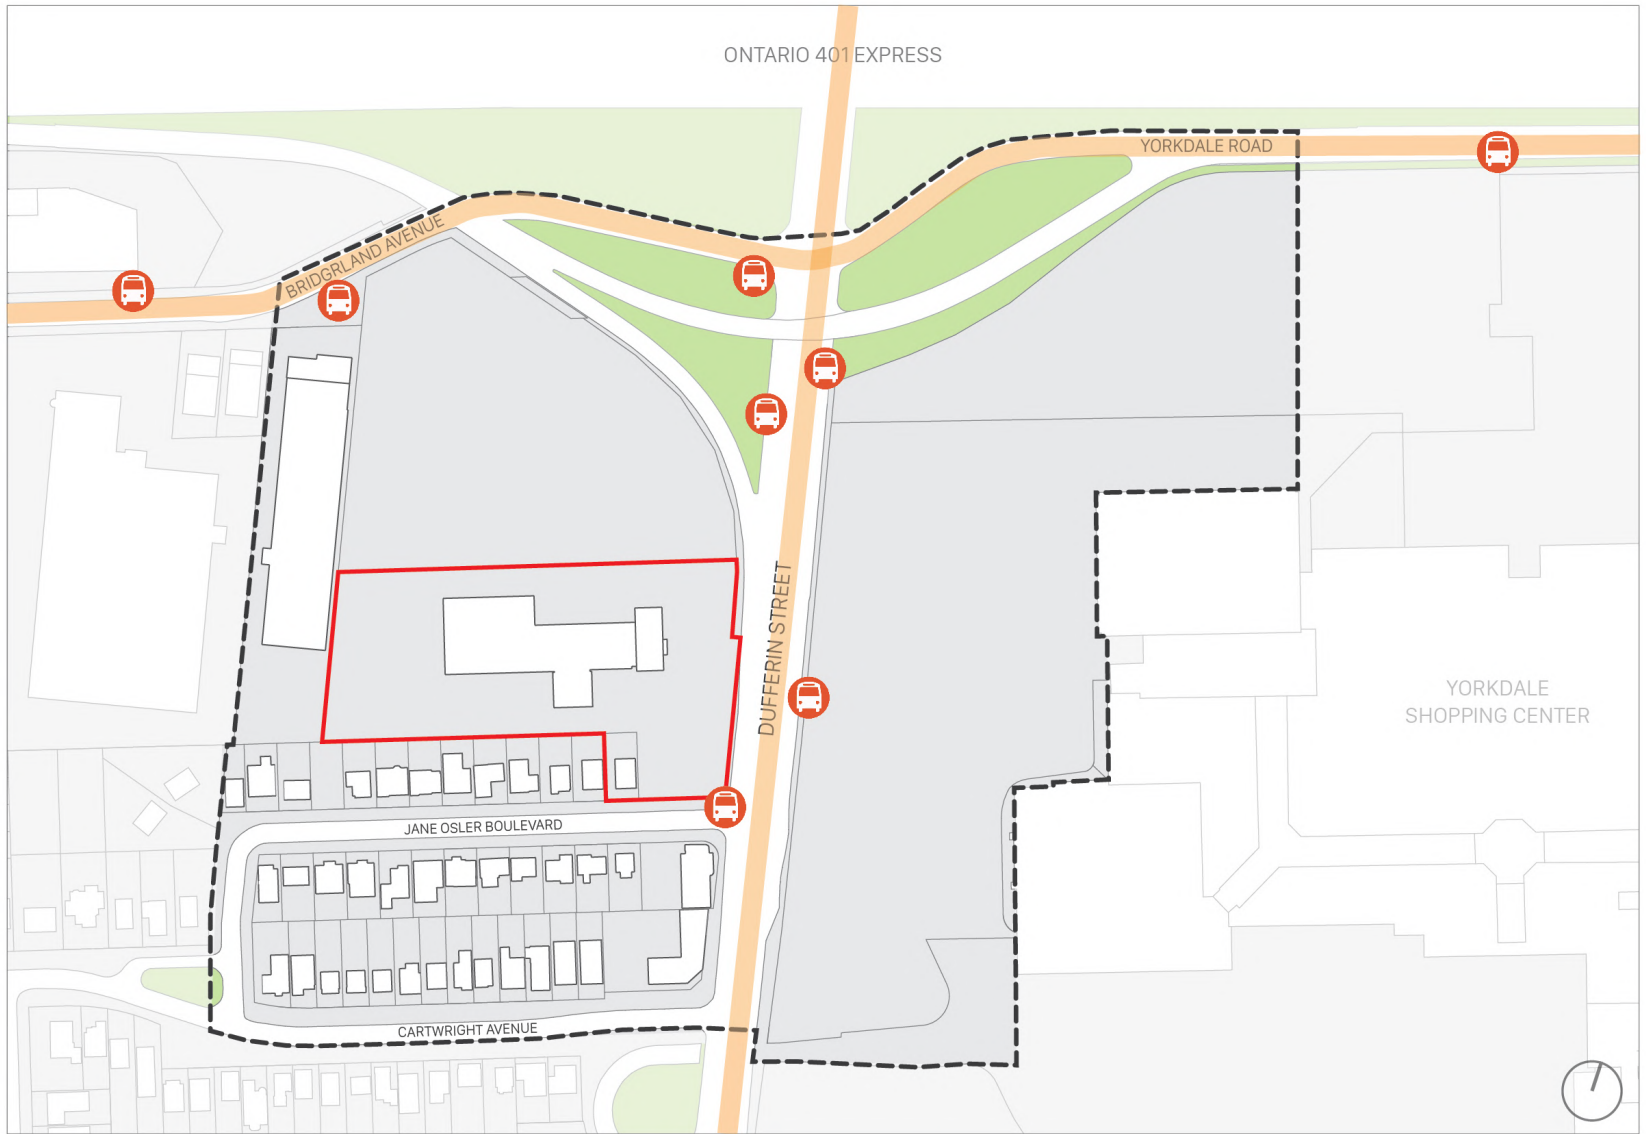 ONTARIO 401 EXPRESS
YORKDALE ROAD
BRIDGRLAND AVENUE
DUFFERIN STREET
YORKDALE
SHOPPING CENTER
JANE OSLER BOULEVARD
CARTWRIGHT AVENUE